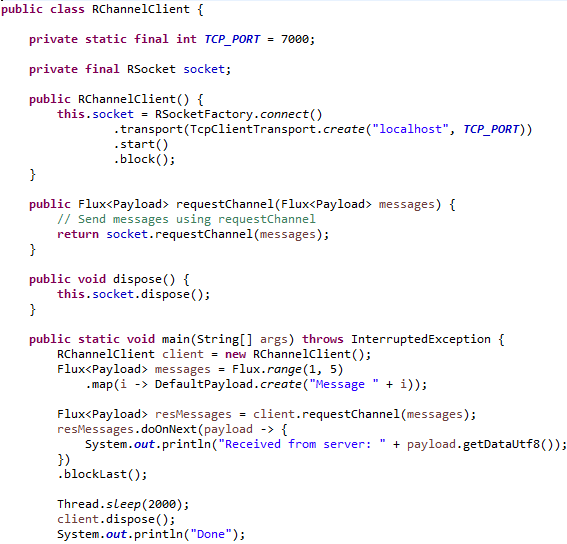 public class RChannelClient {
private static final int TCP_PORT = 7000;
private final RSocket socket;
public RChannelClient() {
this.socket = RSocketFactory.connect()
.transport(TcpClientTransport.create("localhost", TCP_PORT))
.start()
.block();
}
public Flux<Payload> requestChannel(Flux<Payload> messages) {
// Send messages using requestChannel
return socket.requestChannel(messages);
}
public void dispose() {
this.socket.dispose();
}
public static void main(String[] args) throws InterruptedException {
RChannelClient client = new RChannelClient();
Flux<Payload> messages = Flux.range(1, 5)
.map(i -> DefaultPayload.create("Message " + i));
Flux<Payload> resMessages = client.requestChannel(messages);
resMessages.doOnNext(payload -> {
System.out.println("Received from server: " + payload.getDataUtf8());
})
.blockLast();
Thread.sleep(2000);
client.dispose();
System.out.println("Done");